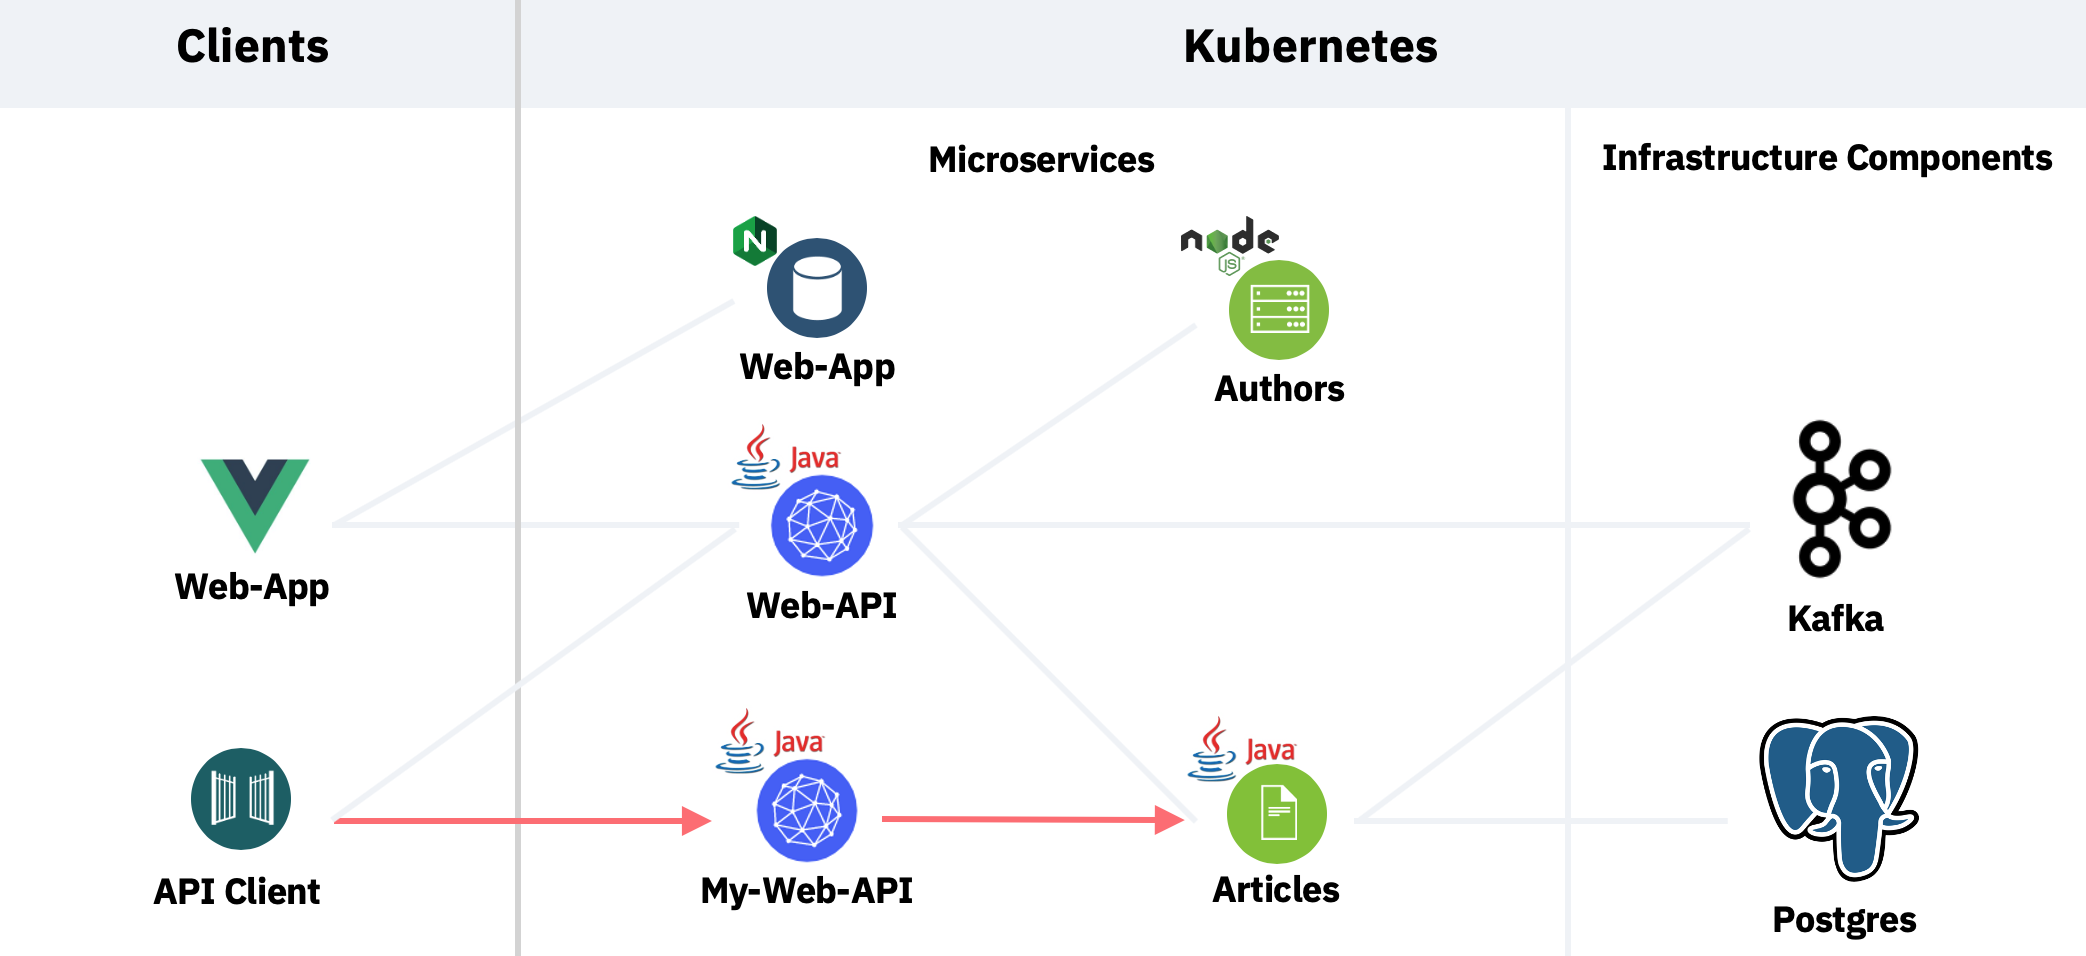 Clients
Kubernetes
Microservices
Infrastructure Components
N
Web-App
node
JS
Authors
Java
Web-API
Web-App
Kafka
Java
My-Web-API
Java
Articles
API Client
Postgres